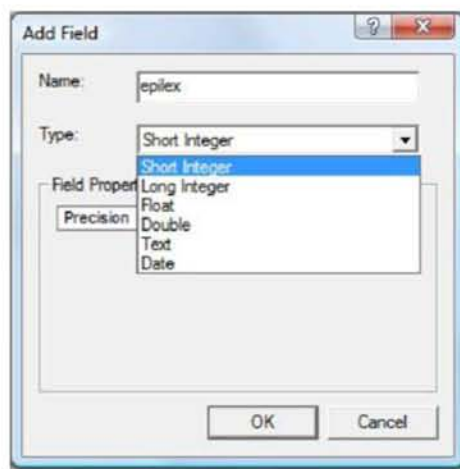 Add Field
Name: epilex
Type: Short Integer
Short Integer
Long Integer
Float
Double
Text
Date
Field Propert
Precision
OK Cancel